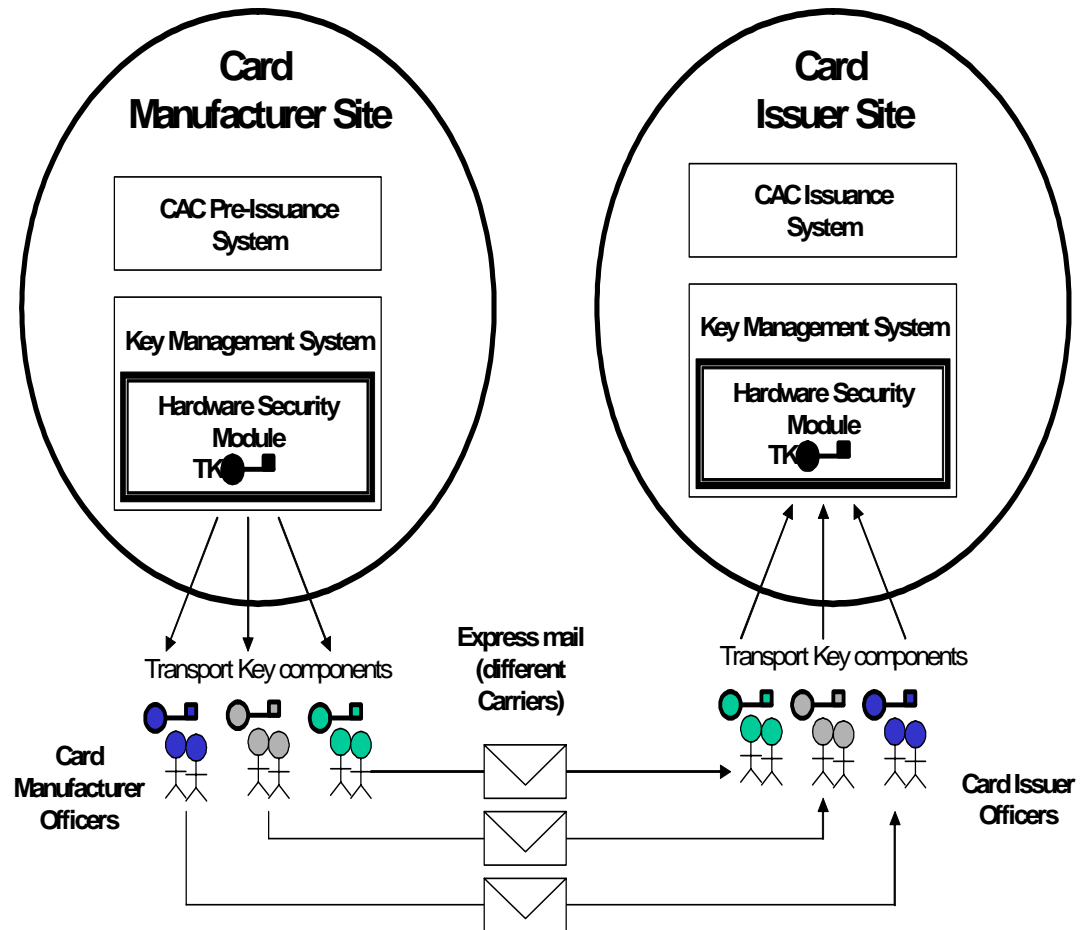 Card
Manufacturer Site
CAC Pre-Issuance
System
Key Management System
Hardware Security
Module
TK
Card
Issuer Site
CAC Issuance
System
Key Management System
Hardware Security
Module
TK
Transport Key components
Express mail
(different
Carriers)
Transport Key components
Card
Manufacturer
Officers
Card Issuer
Officers